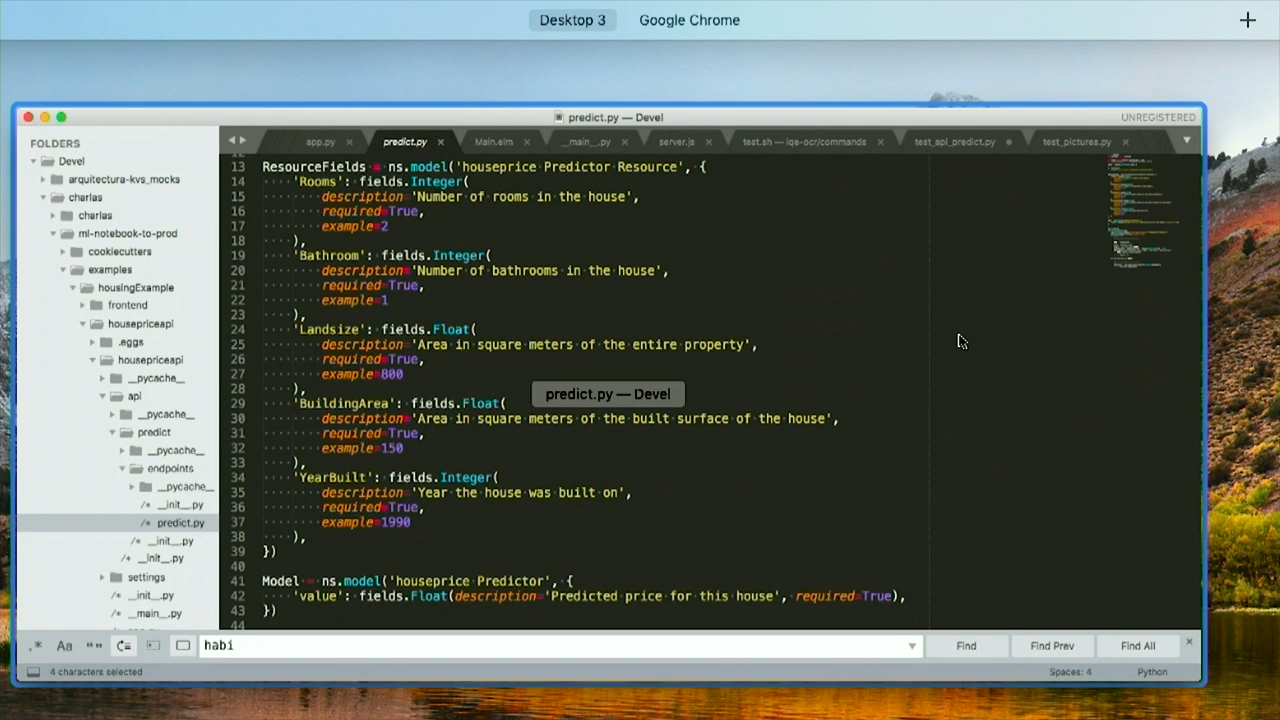 Desktop 3
Google Chrome
predict.py — Devel
UNREGISTERED
FOLDERS
Devel
arquitectura-kvs_mocks
charlas
charlas
ml-notebook-to-prod
cookiecutters
examples
housingExample
frontend
housepriceapi
.eggs
housepriceapi
__pycache__
api
__pycache__
predict
__pycache__
endpoints
__pycache__
__init__.py
predict.py
__init__.py
__init__.py
settings
__init__.py
__main__.py
app.py
predict.py
Main.elm
__main__.py
server.js
test.sh — iqe-ocr/commands
test_api_predict.py
test_pictures.py
13 ResourceFields = ns.model('houseprice Predictor Resource', {
14 'Rooms': fields.Integer(
15 description='Number of rooms in the house',
16 required=True,
17 example=2
18 ),
19 'Bathroom': fields.Integer(
20 description='Number of bathrooms in the house',
21 required=True,
22 example=1
23 ),
24 'Landsize': fields.Float(
25 description='Area in square meters of the entire property',
26 required=True,
27 example=800
28 ),
29 'BuildingArea': fields.Float(
30 description='Area in square meters of the built surface of the house',
31 required=True,
32 example=150
33 ),
34 'YearBuilt': fields.Integer(
35 description='Year the house was built on',
36 required=True,
37 example=1990
38 ),
39 })
40
41 Model = ns.model('houseprice Predictor', {
42 'value': fields.Float(description='Predicted price for this house', required=True),
43 })
44
predict.py — Devel
.* Aa “”
habi
Find
Find Prev
Find All
4 characters selected
Spaces: 4
Python